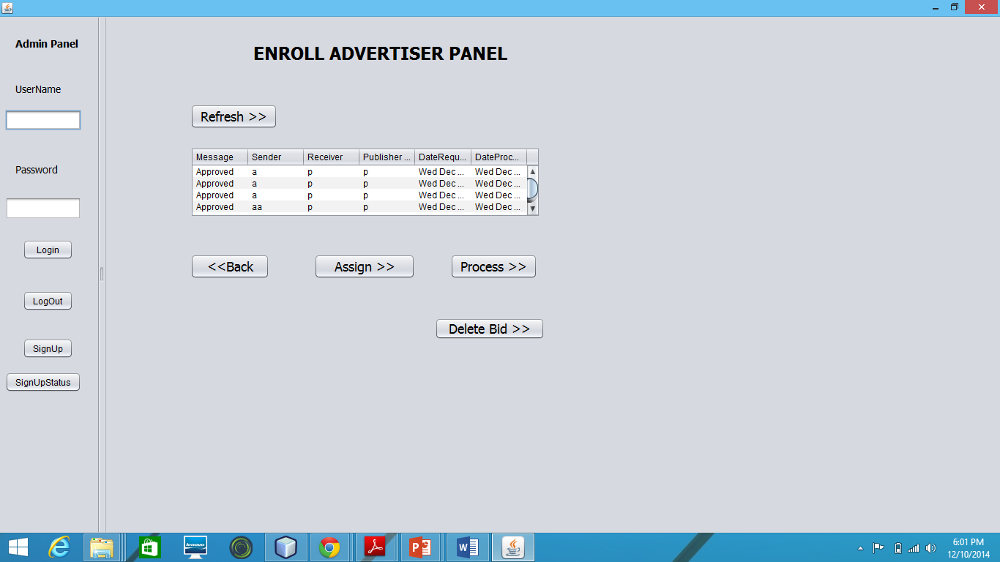 Admin Panel
UserName
Password
Login
LogOut
SignUp
SignUpStatus
ENROLL ADVERTISER PANEL
Refresh >>
Message Sender Receiver Publisher ... DateRequ... DateProc...
Approved a p p Wed Dec ... Wed Dec ...
Approved a p p Wed Dec ... Wed Dec ...
Approved a p p Wed Dec ... Wed Dec ...
Approved aa p p Wed Dec ... Wed Dec ...
<<Back Assign >> Process >>
Delete Bid >>
lenovo
6:01 PM
12/10/2014